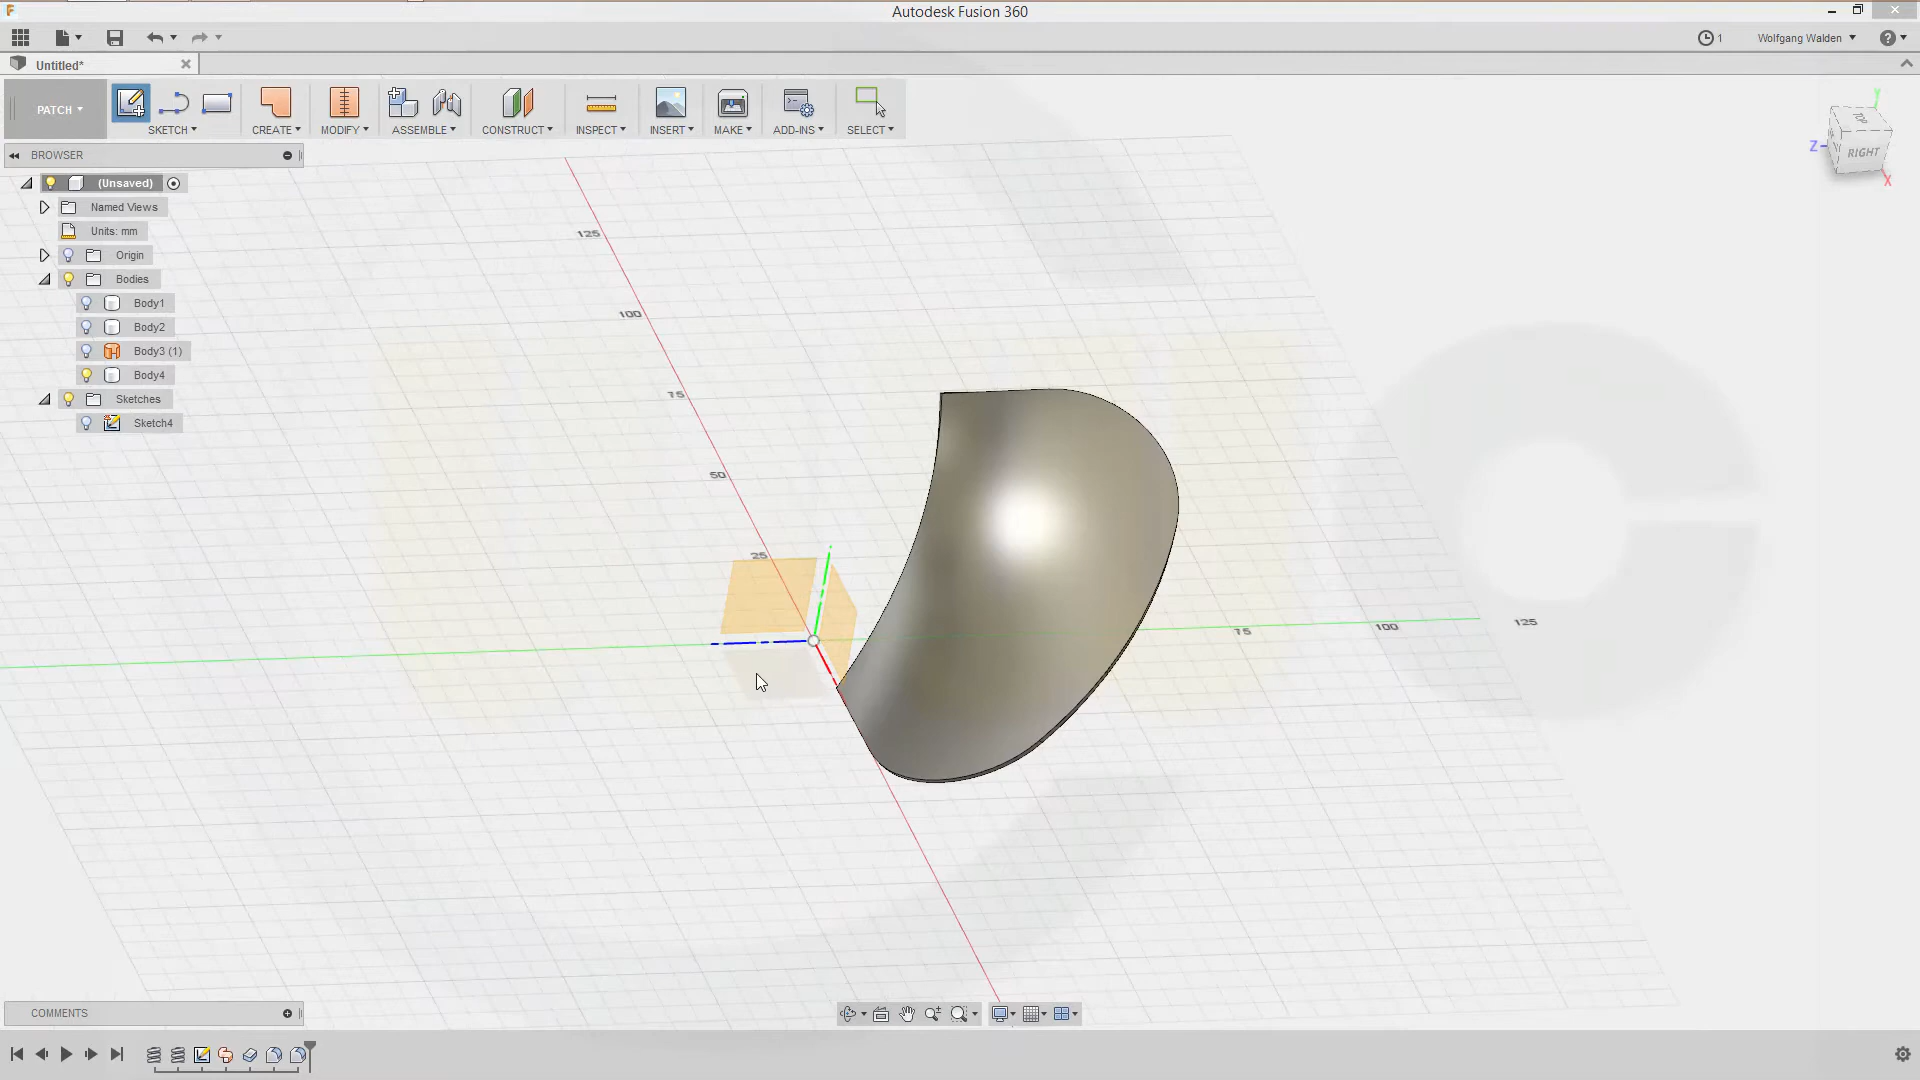 F
Autodesk Fusion 360
1
Wolfgang Walden
?
Untitled*
PATCH
SKETCH
CREATE
MODIFY
ASSEMBLE
CONSTRUCT
INSPECT
INSERT
MAKE
ADD-INS
SELECT
BROWSER
(Unsaved)
Named Views
Units: mm
Origin
Bodies
Body1
Body2
Body3 (1)
Body4
Sketches
Sketch4
Y
TOP
Z
RIGHT
X
125
100
75
50
25
75
100
125
COMMENTS